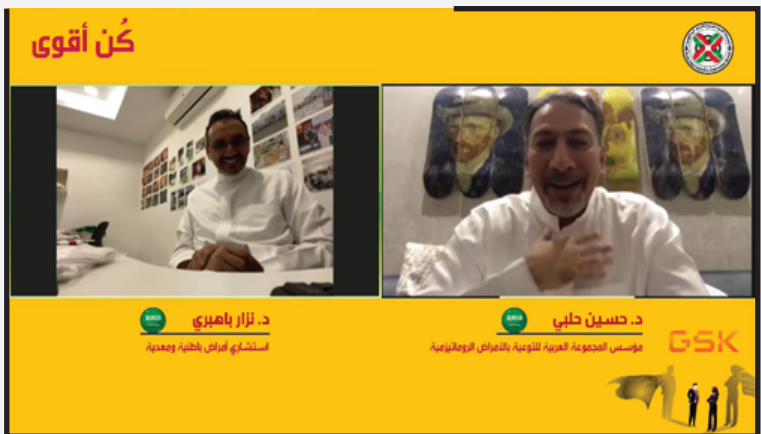 كُن أقوى
د. حسين حلبي
مؤسس المجموعة العربية للتوعية بالأمراض الروماتيزمية
د. نزار باهبري
استشاري أمراض باطنية ومعدية
GSK